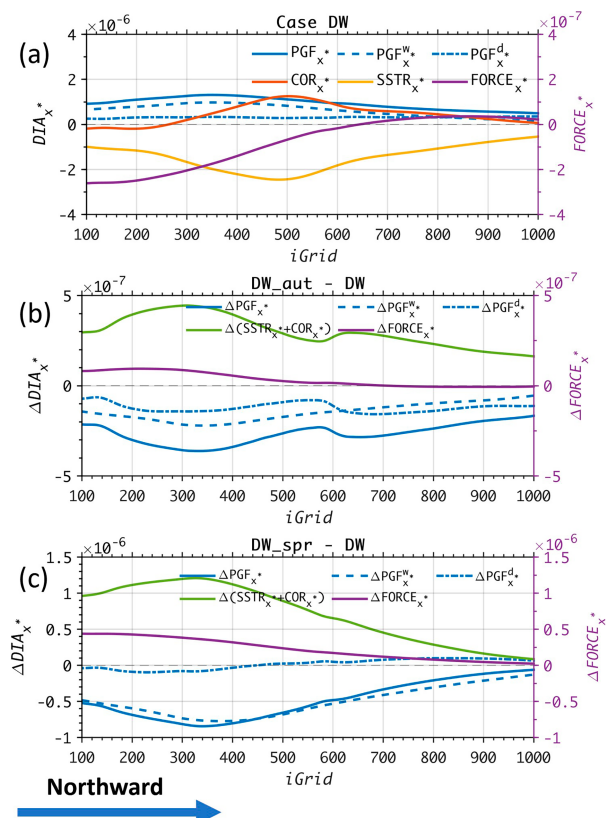 Case DW
(a)
×10⁻⁶
×10⁻⁷
PGFₓ* PGFʷₓ* PGFᵈₓ*
CORₓ* SSTRₓ* FORCEₓ*
DIAₓ*
FORCEₓ*
4
2
0
-2
-4
4
2
0
-2
-4
100 200 300 400 500 600 700 800 900 1000
iGrid
DW_aut - DW
(b)
×10⁻⁷
×10⁻⁷
ΔPGFₓ* ΔPGFʷₓ* ΔPGFᵈₓ*
Δ(SSTRₓ*+CORₓ*) ΔFORCEₓ*
ΔDIAₓ*
ΔFORCEₓ*
5
0
-5
5
0
-5
100 200 300 400 500 600 700 800 900 1000
iGrid
DW_spr - DW
(c)
×10⁻⁶
×10⁻⁶
ΔPGFₓ* ΔPGFʷₓ* ΔPGFᵈₓ*
Δ(SSTRₓ*+CORₓ*) ΔFORCEₓ*
ΔDIAₓ*
ΔFORCEₓ*
1.5
1
0.5
0
-0.5
-1
1.5
1
0.5
0
-0.5
-1
100 200 300 400 500 600 700 800 900 1000
iGrid
Northward